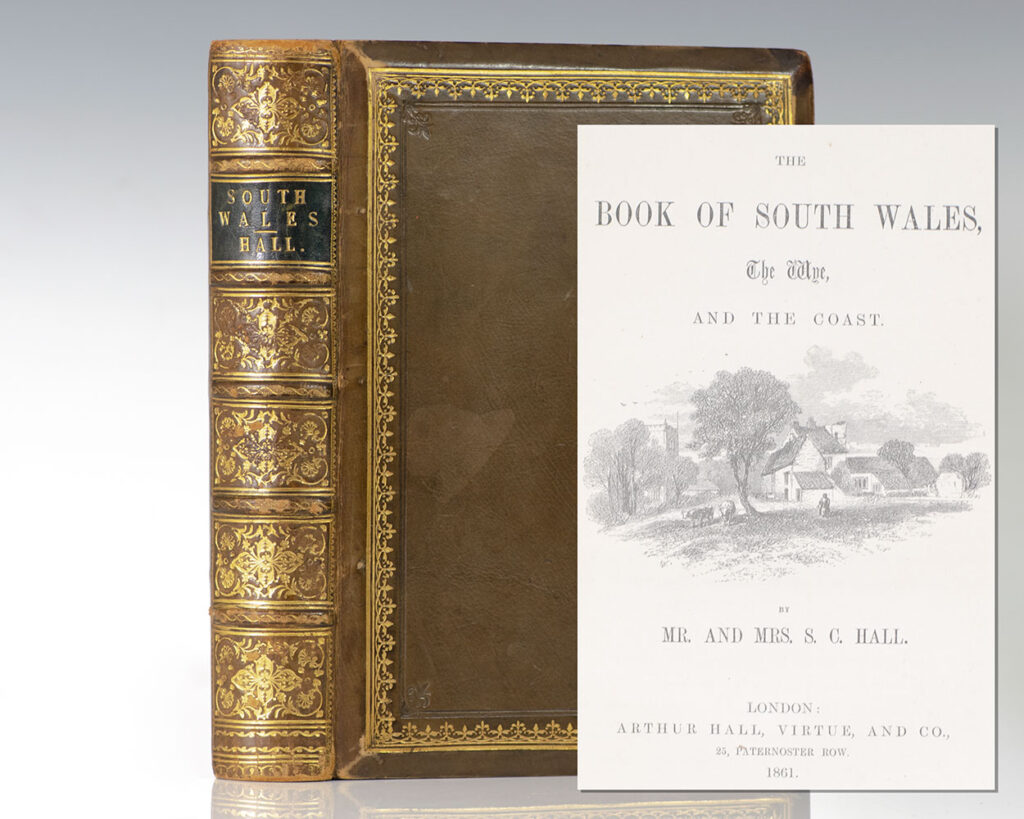 SOUTH
WALES
HALL.
THE
BOOK OF SOUTH WALES,
The Wye,
AND THE COAST.
BY
MR. AND MRS. S. C. HALL.
LONDON:
ARTHUR HALL, VIRTUE, AND CO.,
25, PATERNOSTER ROW.
1861.